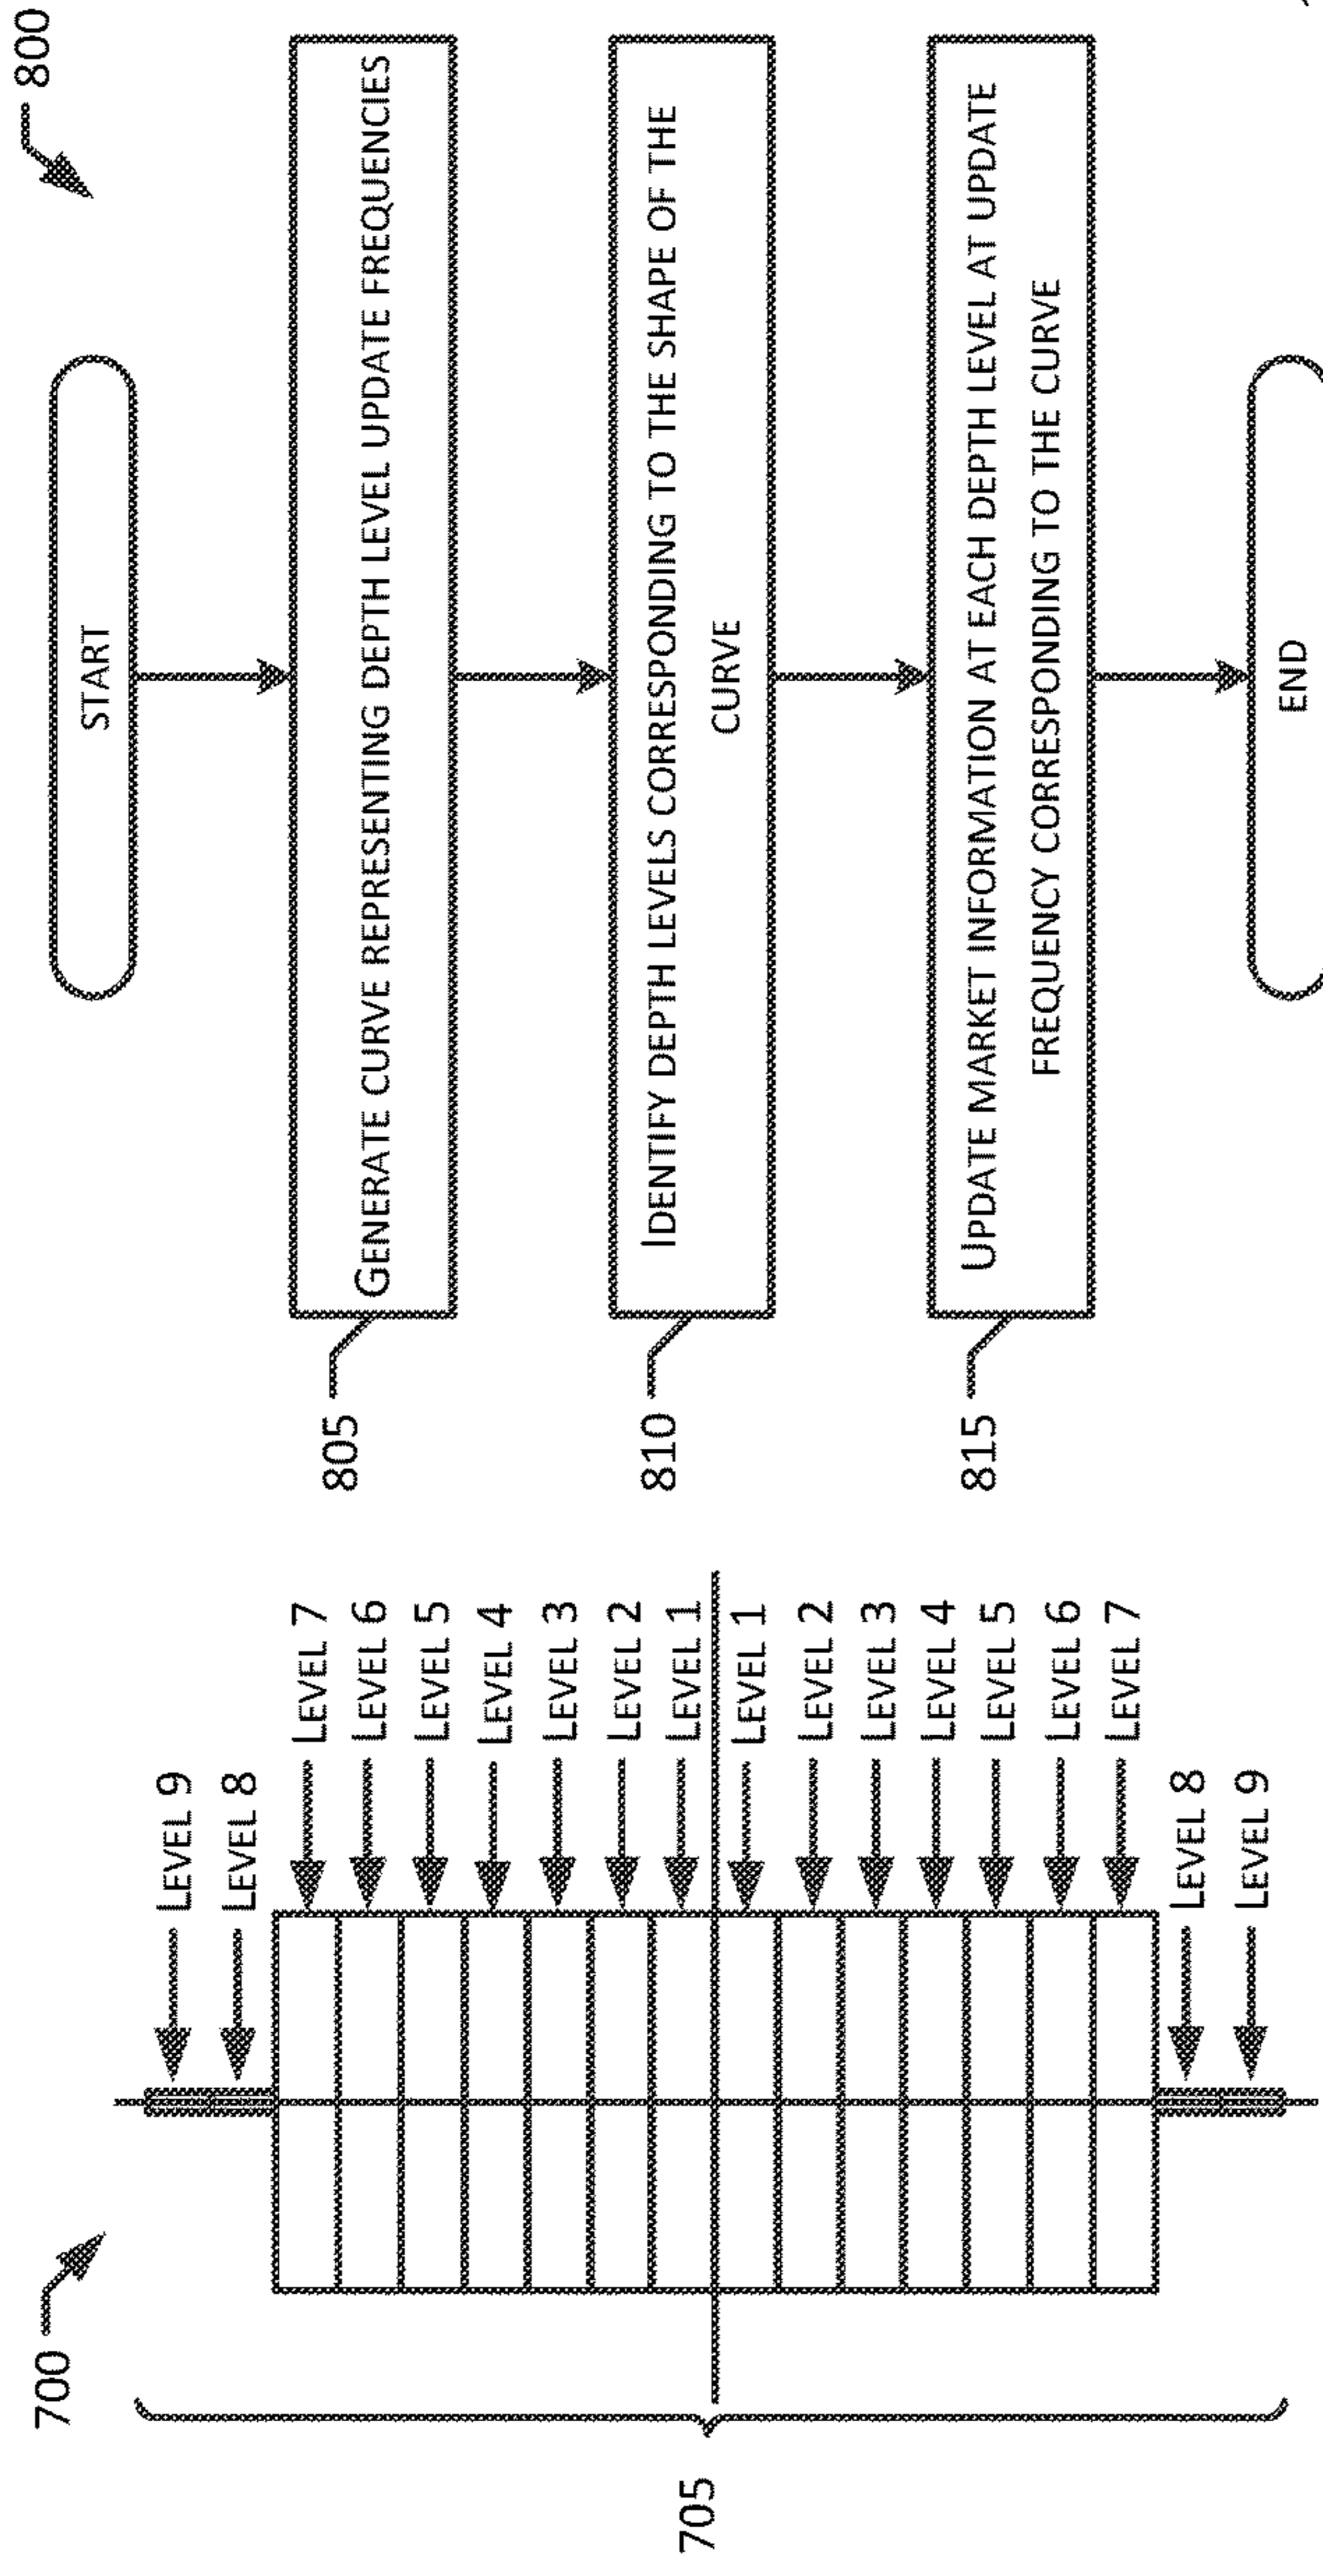 700
705
LEVEL 9
LEVEL 8
LEVEL 7
LEVEL 6
LEVEL 5
LEVEL 4
LEVEL 3
LEVEL 2
LEVEL 1
LEVEL 1
LEVEL 2
LEVEL 3
LEVEL 4
LEVEL 5
LEVEL 6
LEVEL 7
LEVEL 8
LEVEL 9
800
START
805
GENERATE CURVE REPRESENTING DEPTH LEVEL UPDATE FREQUENCIES
810
IDENTIFY DEPTH LEVELS CORRESPONDING TO THE SHAPE OF THE
CURVE
815
UPDATE MARKET INFORMATION AT EACH DEPTH LEVEL AT UPDATE
FREQUENCY CORRESPONDING TO THE CURVE
END